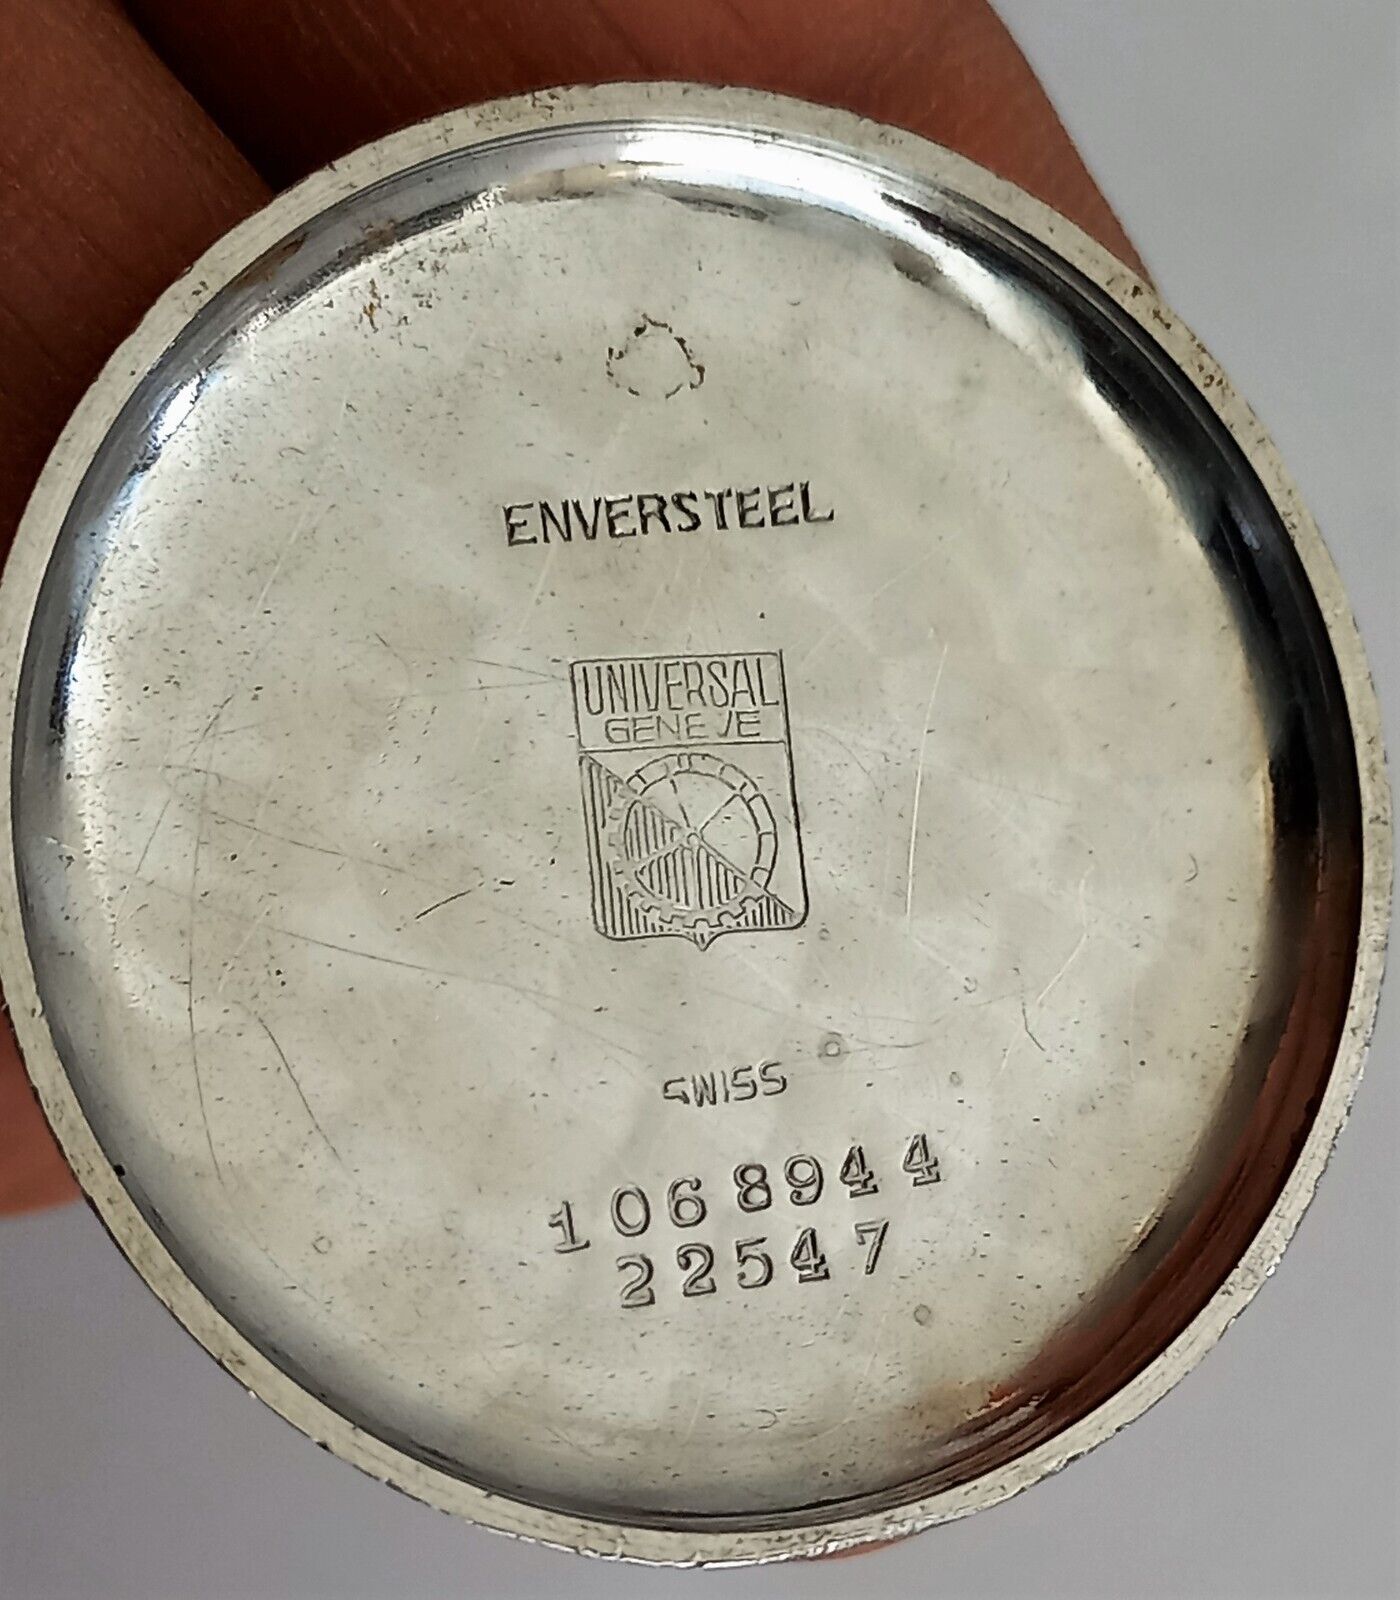 ENVERSTEEL
UNIVERSAL
GENEVE
SWISS
1068944
22547